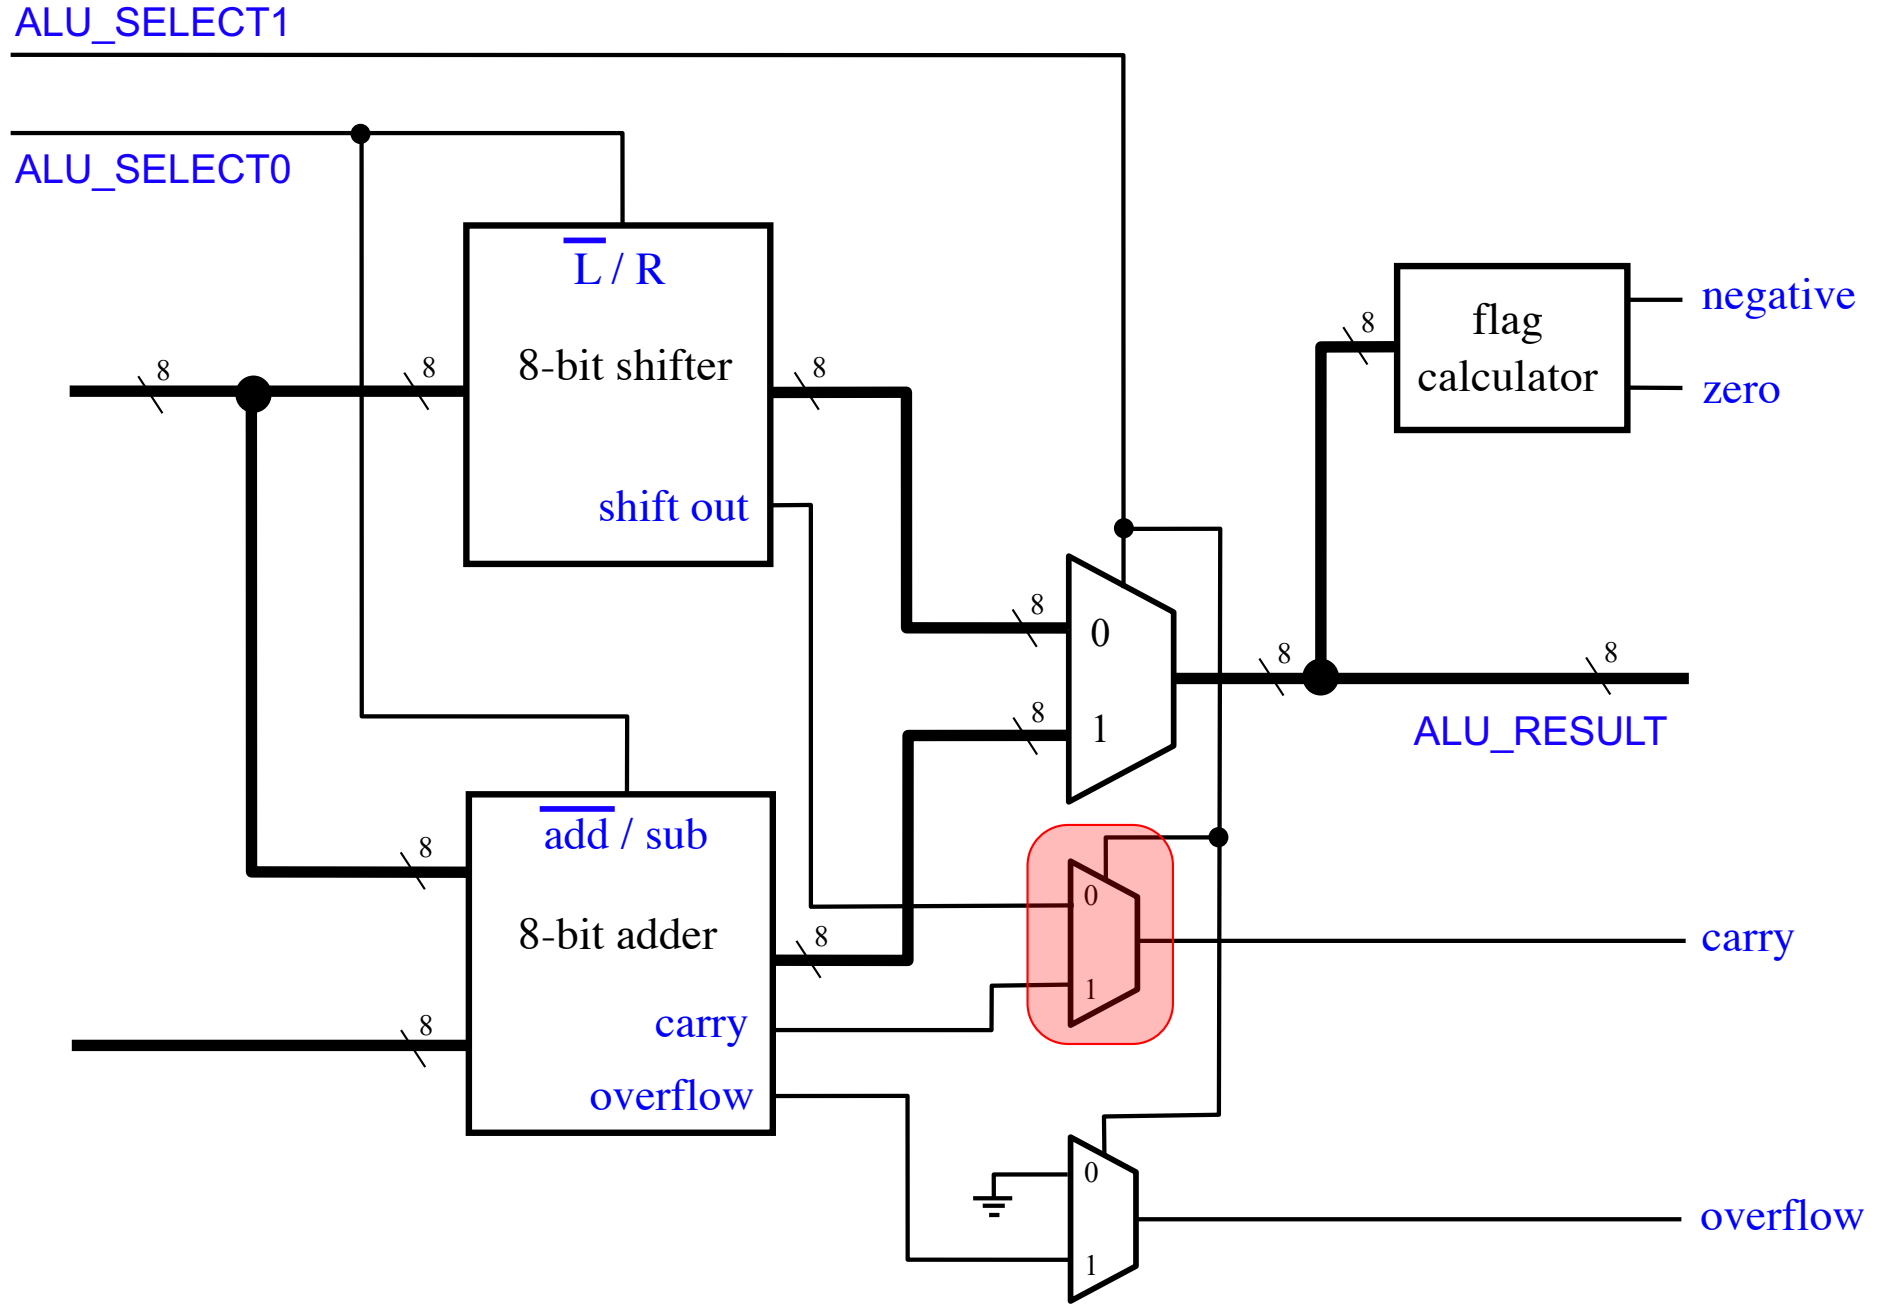 ALU_SELECT1
ALU_SELECT0
L / R
8-bit shifter
shift out
8
8
8
add / sub
8-bit adder
carry
overflow
8
8
8
8
8
0
1
0
1
0
1
8
8
8
flag
calculator
negative
zero
ALU_RESULT
carry
overflow